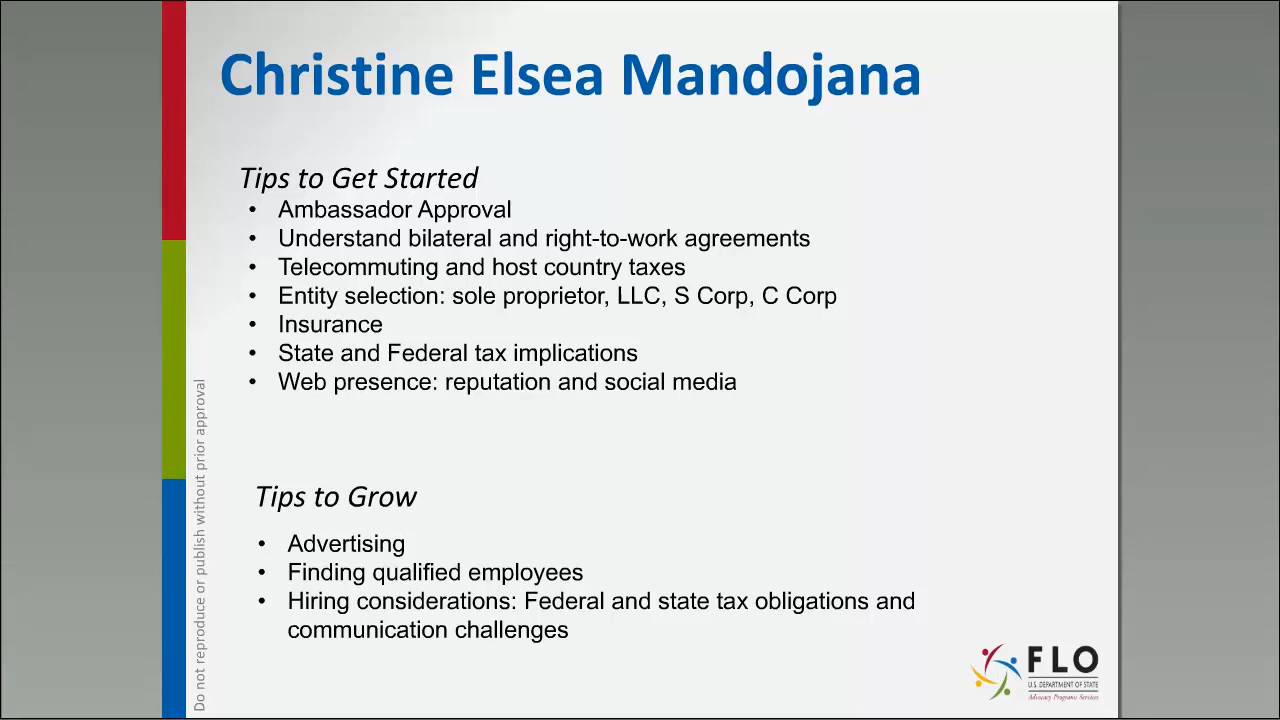 Christine Elsea Mandojana
Tips to Get Started
• Ambassador Approval
• Understand bilateral and right-to-work agreements
• Telecommuting and host country taxes
• Entity selection: sole proprietor, LLC, S Corp, C Corp
• Insurance
• State and Federal tax implications
• Web presence: reputation and social media
Tips to Grow
• Advertising
• Finding qualified employees
• Hiring considerations: Federal and state tax obligations and
communication challenges
Do not reproduce or publish without prior approval
FLO
U.S. DEPARTMENT OF STATE
Advocacy Programs Services